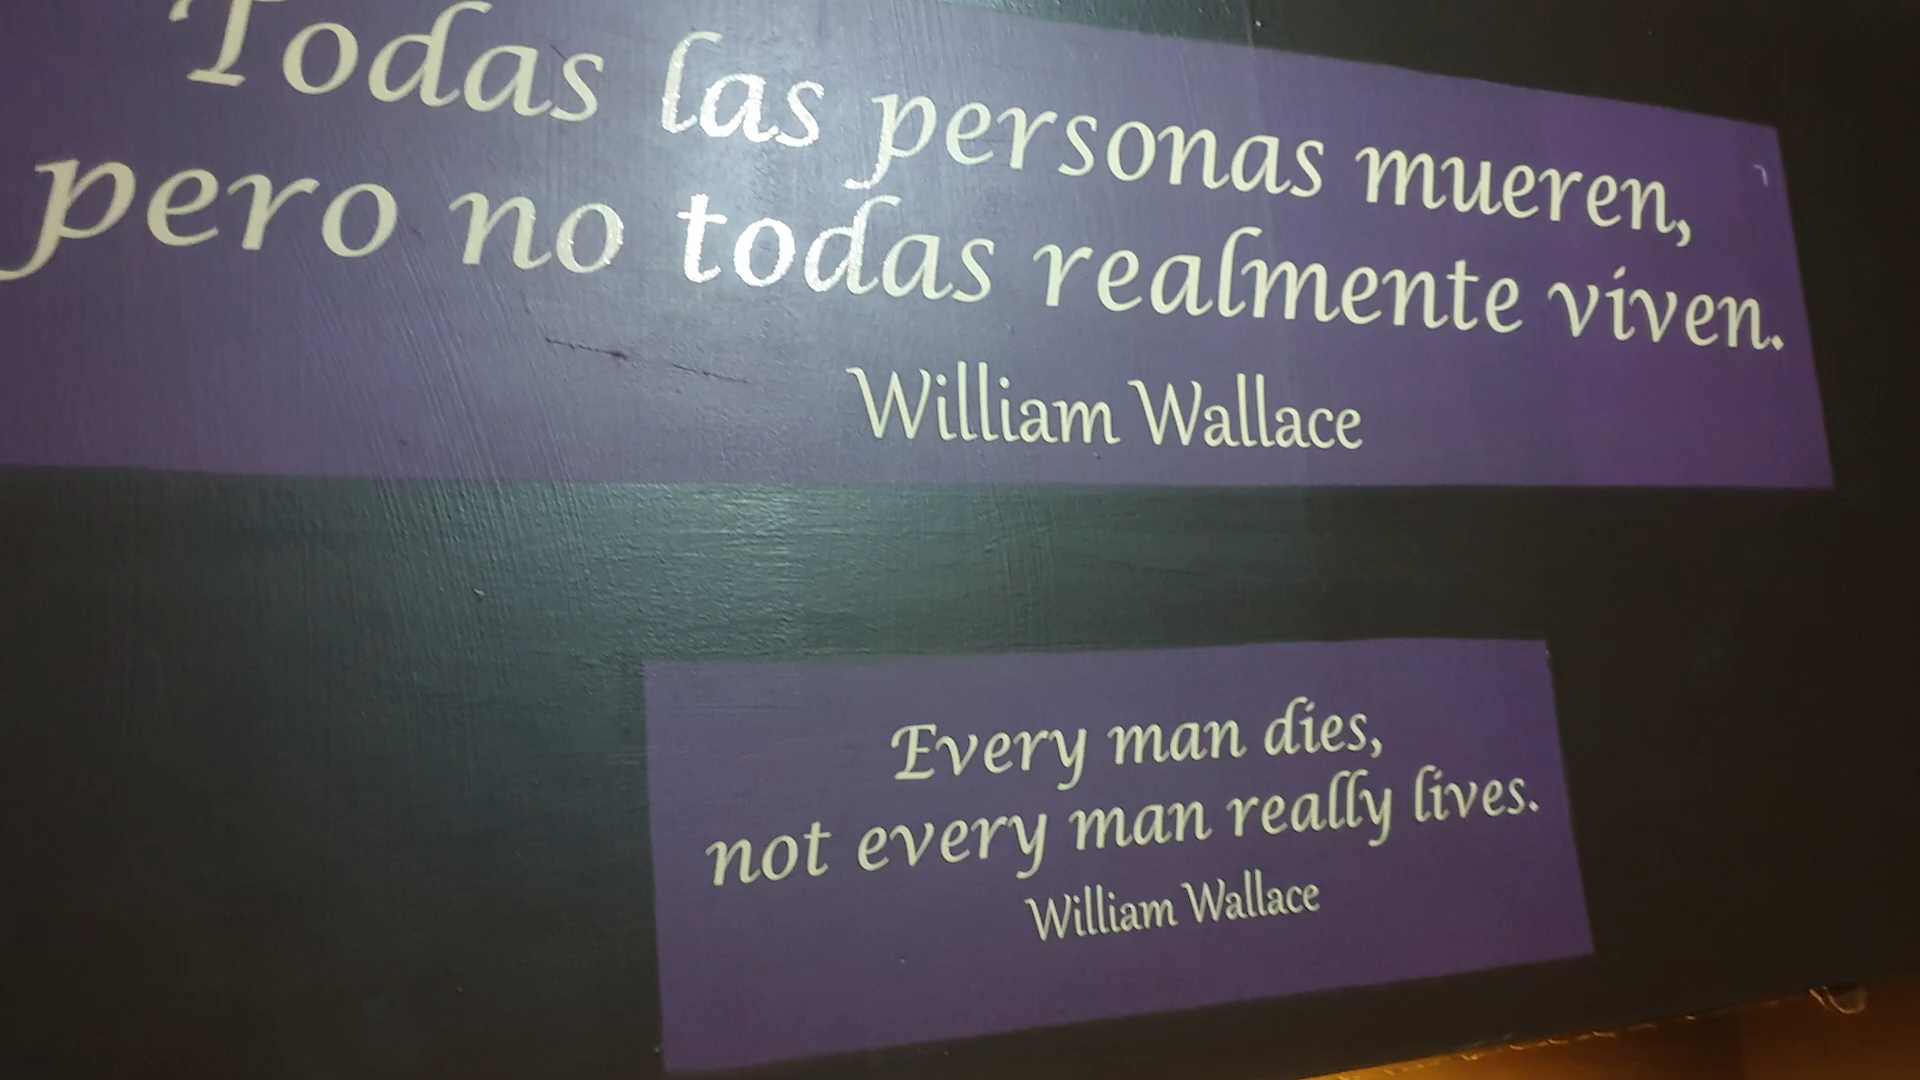 Todas las personas mueren,
pero no todas realmente viven.
William Wallace
Every man dies,
not every man really lives.
William Wallace